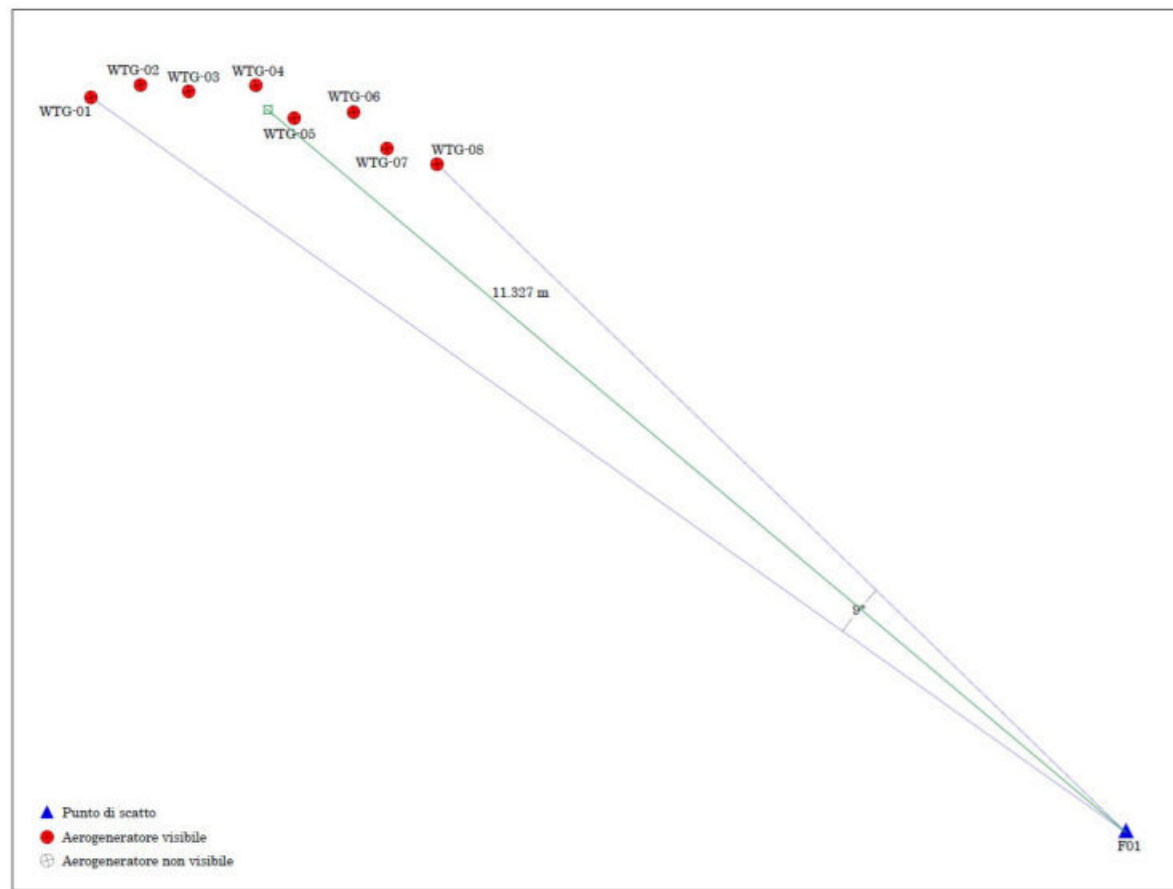 WTG-02
WTG-03
WTG-04
WTG-01
WTG-06
WTG-05
WTG-07
WTG-08
11.327 m
9°
Punto di scatto
Aerogeneratore visibile
Aerogeneratore non visibile
F01